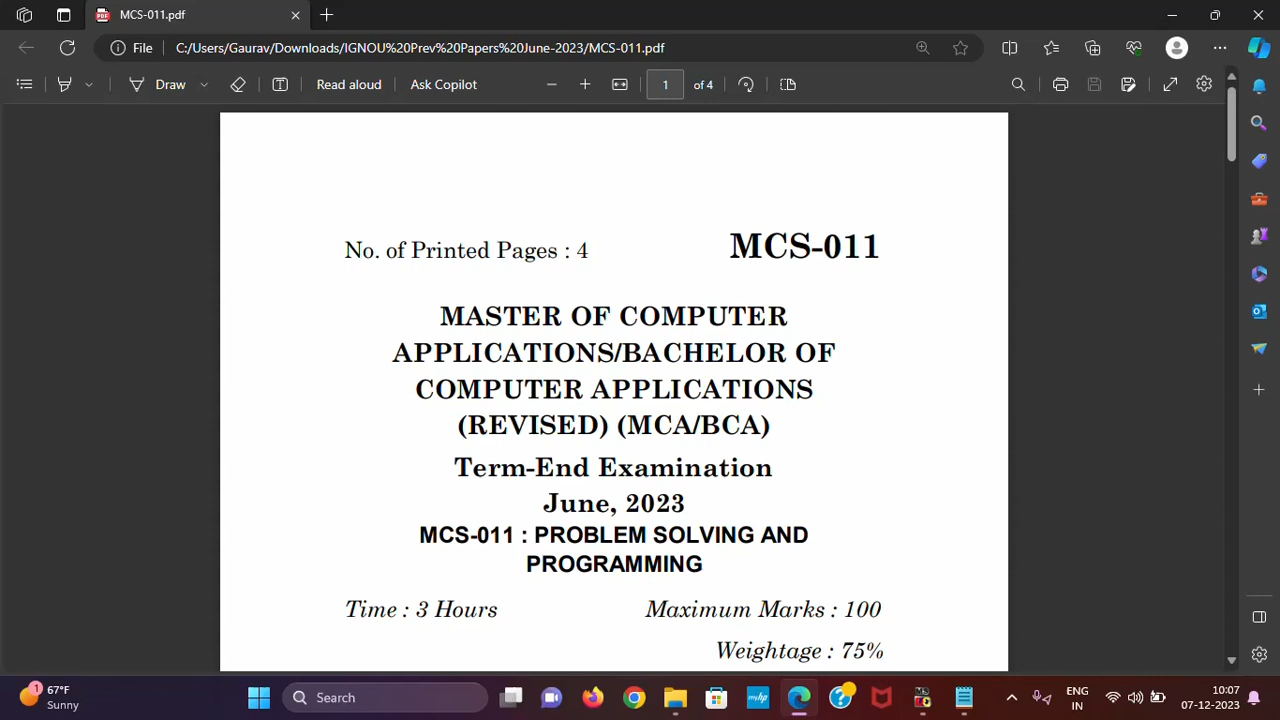 MCS-011.pdf
File C:/Users/Gaurav/Downloads/IGNOU%20Prev%20Papers%20June-2023/MCS-011.pdf
Draw Read aloud Ask Copilot 1 of 4
No. of Printed Pages : 4 MCS-011
MASTER OF COMPUTER
APPLICATIONS/BACHELOR OF
COMPUTER APPLICATIONS
(REVISED) (MCA/BCA)
Term-End Examination
June, 2023
MCS-011 : PROBLEM SOLVING AND
PROGRAMMING
Time : 3 Hours Maximum Marks : 100
Weightage : 75%
1 67°F
Sunny
Search
ENG
IN
10:07
07-12-2023